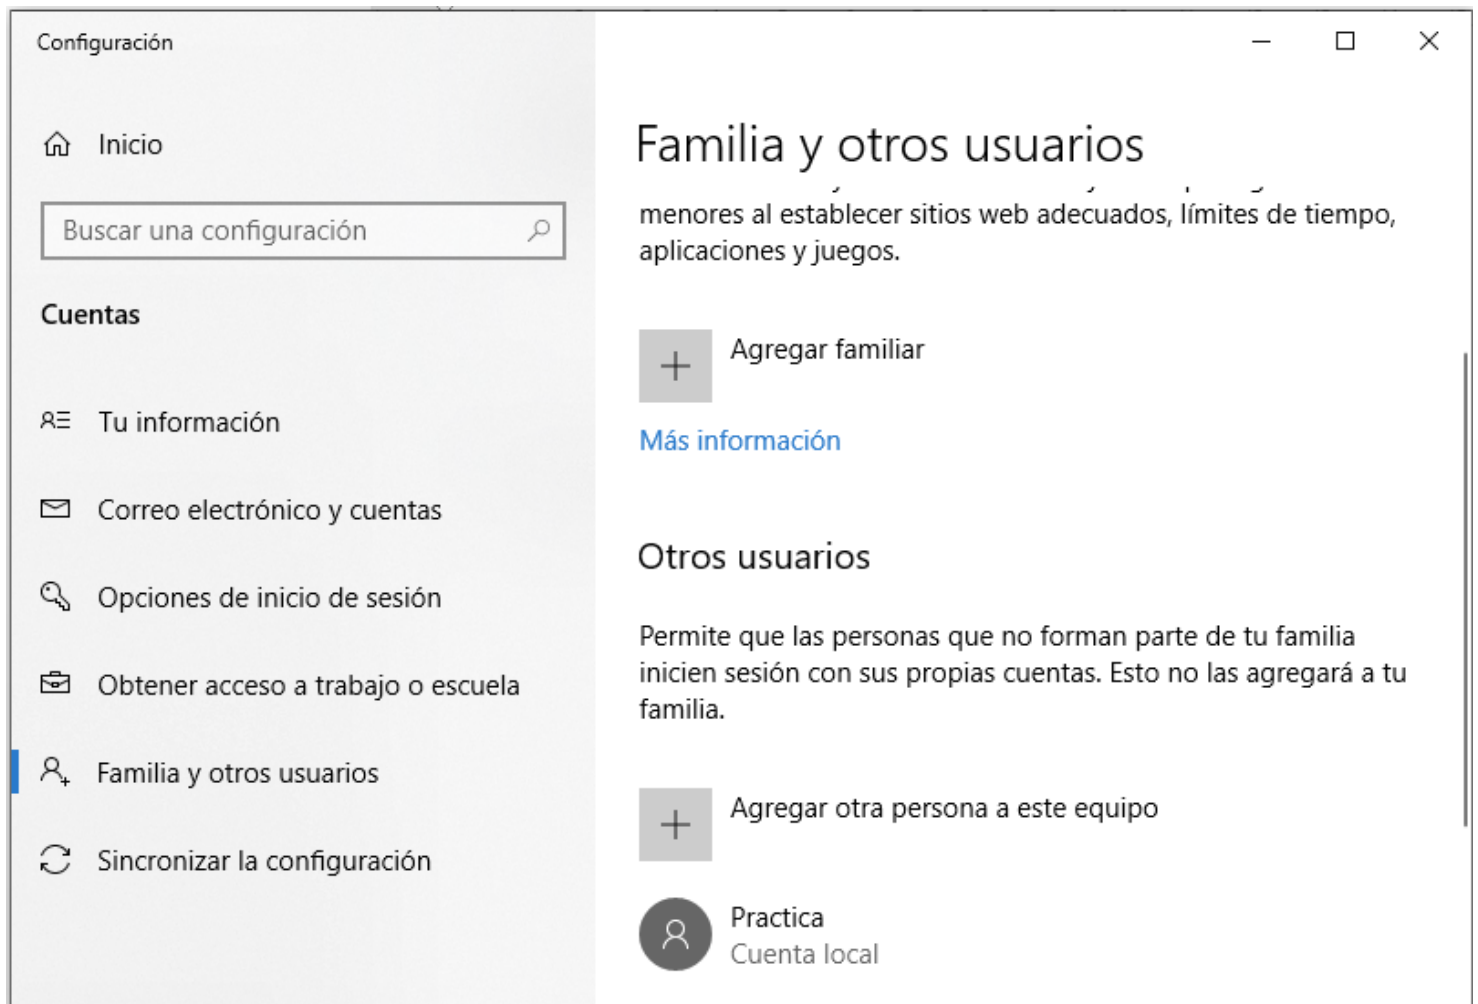 Configuración
Inicio
Buscar una configuración
Cuentas
Tu información
Correo electrónico y cuentas
Opciones de inicio de sesión
Obtener acceso a trabajo o escuela
Familia y otros usuarios
Sincronizar la configuración
Familia y otros usuarios
menores al establecer sitios web adecuados, límites de tiempo,
aplicaciones y juegos.
Agregar familiar
Más información
Otros usuarios
Permite que las personas que no forman parte de tu familia
inicien sesión con sus propias cuentas. Esto no las agregará a tu
familia.
Agregar otra persona a este equipo
Practica
Cuenta local